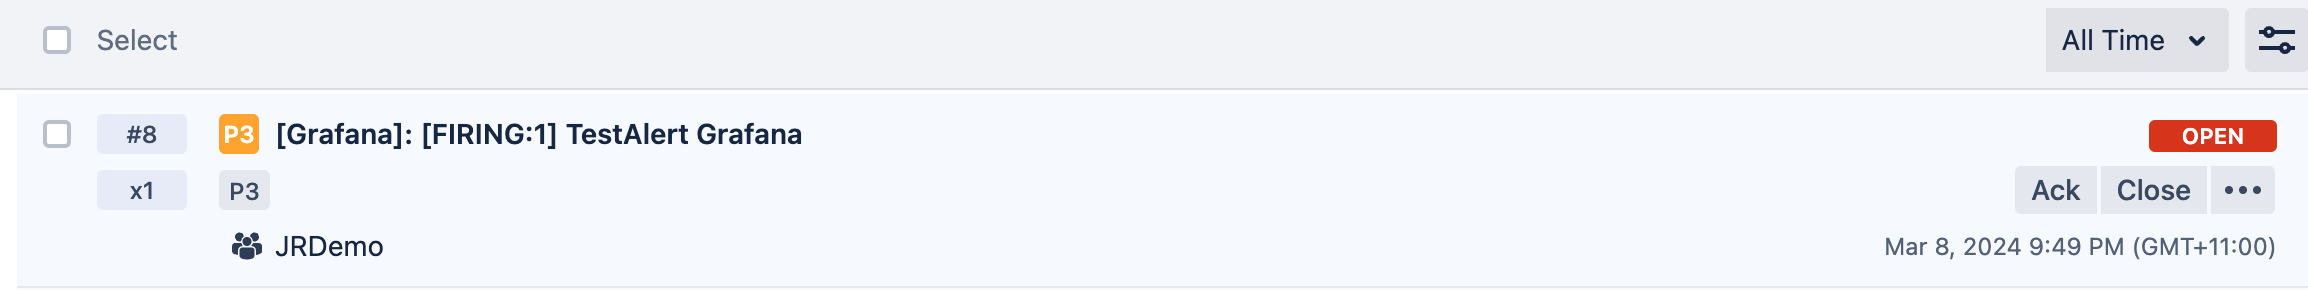 Select All Time
#8 P3 [Grafana]: [FIRING:1] TestAlert Grafana OPEN
x1 P3 Ack Close
JRDemo Mar 8, 2024 9:49 PM (GMT+11:00)